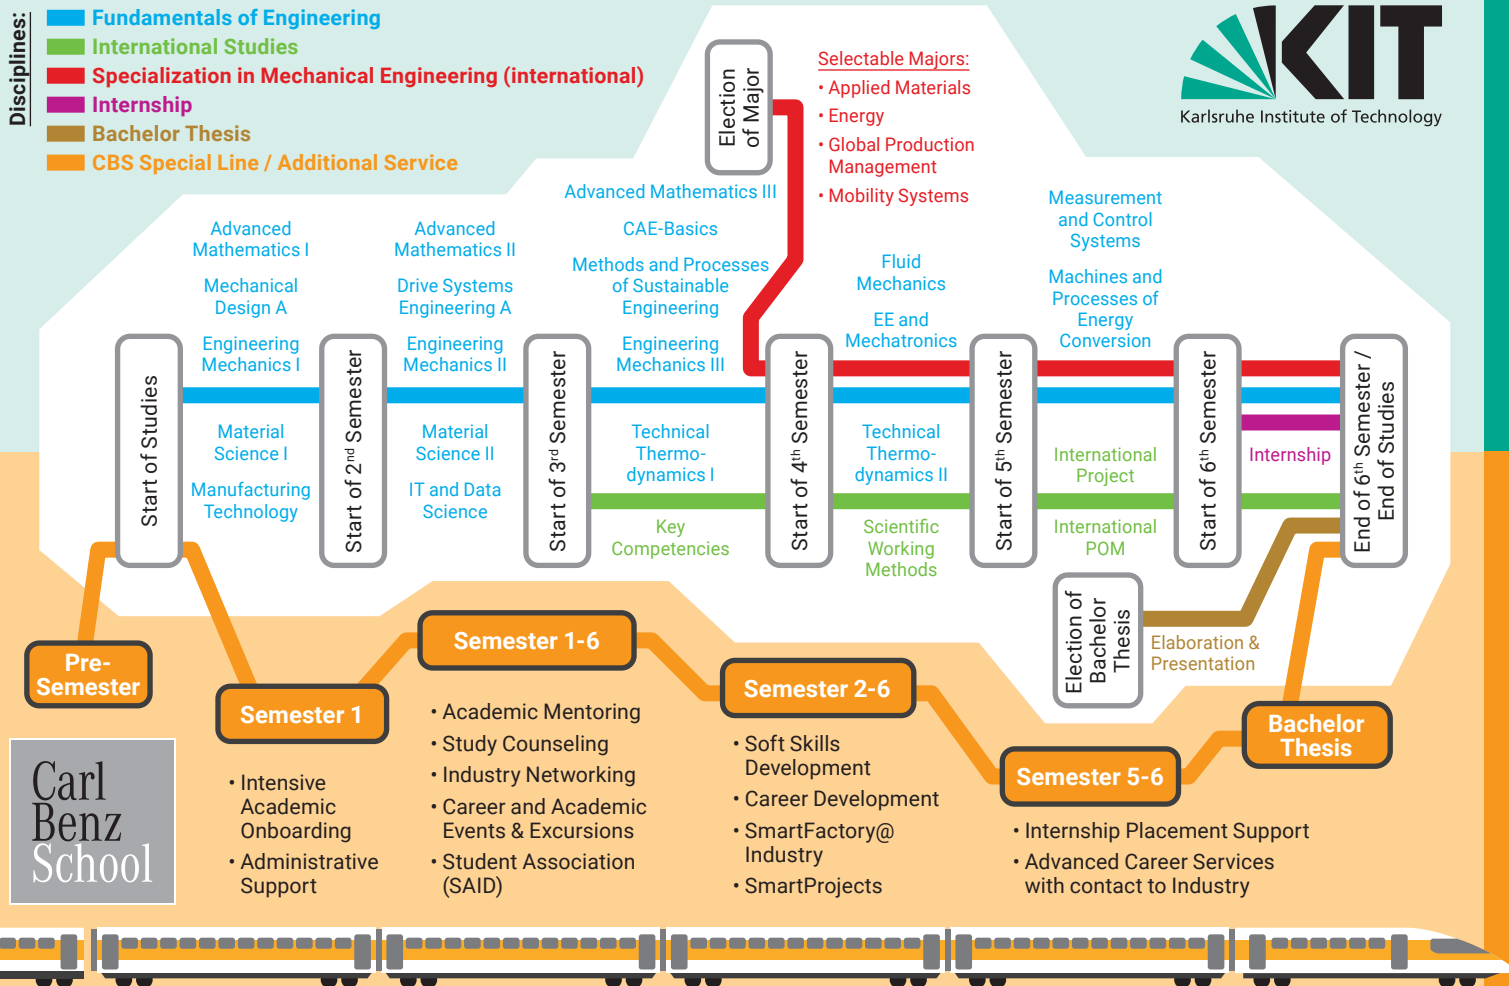 Disciplines:
Fundamentals of Engineering
International Studies
Specialization in Mechanical Engineering (international)
Internship
Bachelor Thesis
CBS Special Line / Additional Service
KIT
Karlsruhe Institute of Technology
Election
of Major
Selectable Majors:
• Applied Materials
• Energy
• Global Production
Management
• Mobility Systems
Start of Studies
Advanced
Mathematics I
Mechanical
Design A
Engineering
Mechanics I
Material
Science I
Manufacturing
Technology
Start of 2nd Semester
Advanced
Mathematics II
Drive Systems
Engineering A
Engineering
Mechanics II
Material
Science II
IT and Data
Science
Start of 3rd Semester
Advanced Mathematics III
CAE-Basics
Methods and Processes
of Sustainable
Engineering
Engineering
Mechanics III
Technical
Thermo-
dynamics I
Key
Competencies
Start of 4th Semester
Fluid
Mechanics
EE and
Mechatronics
Technical
Thermo-
dynamics II
Scientific
Working
Methods
Start of 5th Semester
Measurement
and Control
Systems
Machines and
Processes of
Energy
Conversion
International
Project
International
POM
Start of 6th Semester
Internship
End of 6th Semester /
End of Studies
Election of
Bachelor
Thesis
Elaboration &
Presentation
Pre-
Semester
Semester 1
• Intensive
Academic
Onboarding
• Administrative
Support
Semester 1-6
• Academic Mentoring
• Study Counseling
• Industry Networking
• Career and Academic
Events & Excursions
• Student Association
(SAID)
Semester 2-6
• Soft Skills
Development
• Career Development
• SmartFactory@
Industry
• SmartProjects
Semester 5-6
• Internship Placement Support
• Advanced Career Services
with contact to Industry
Bachelor
Thesis
Carl
Benz
School